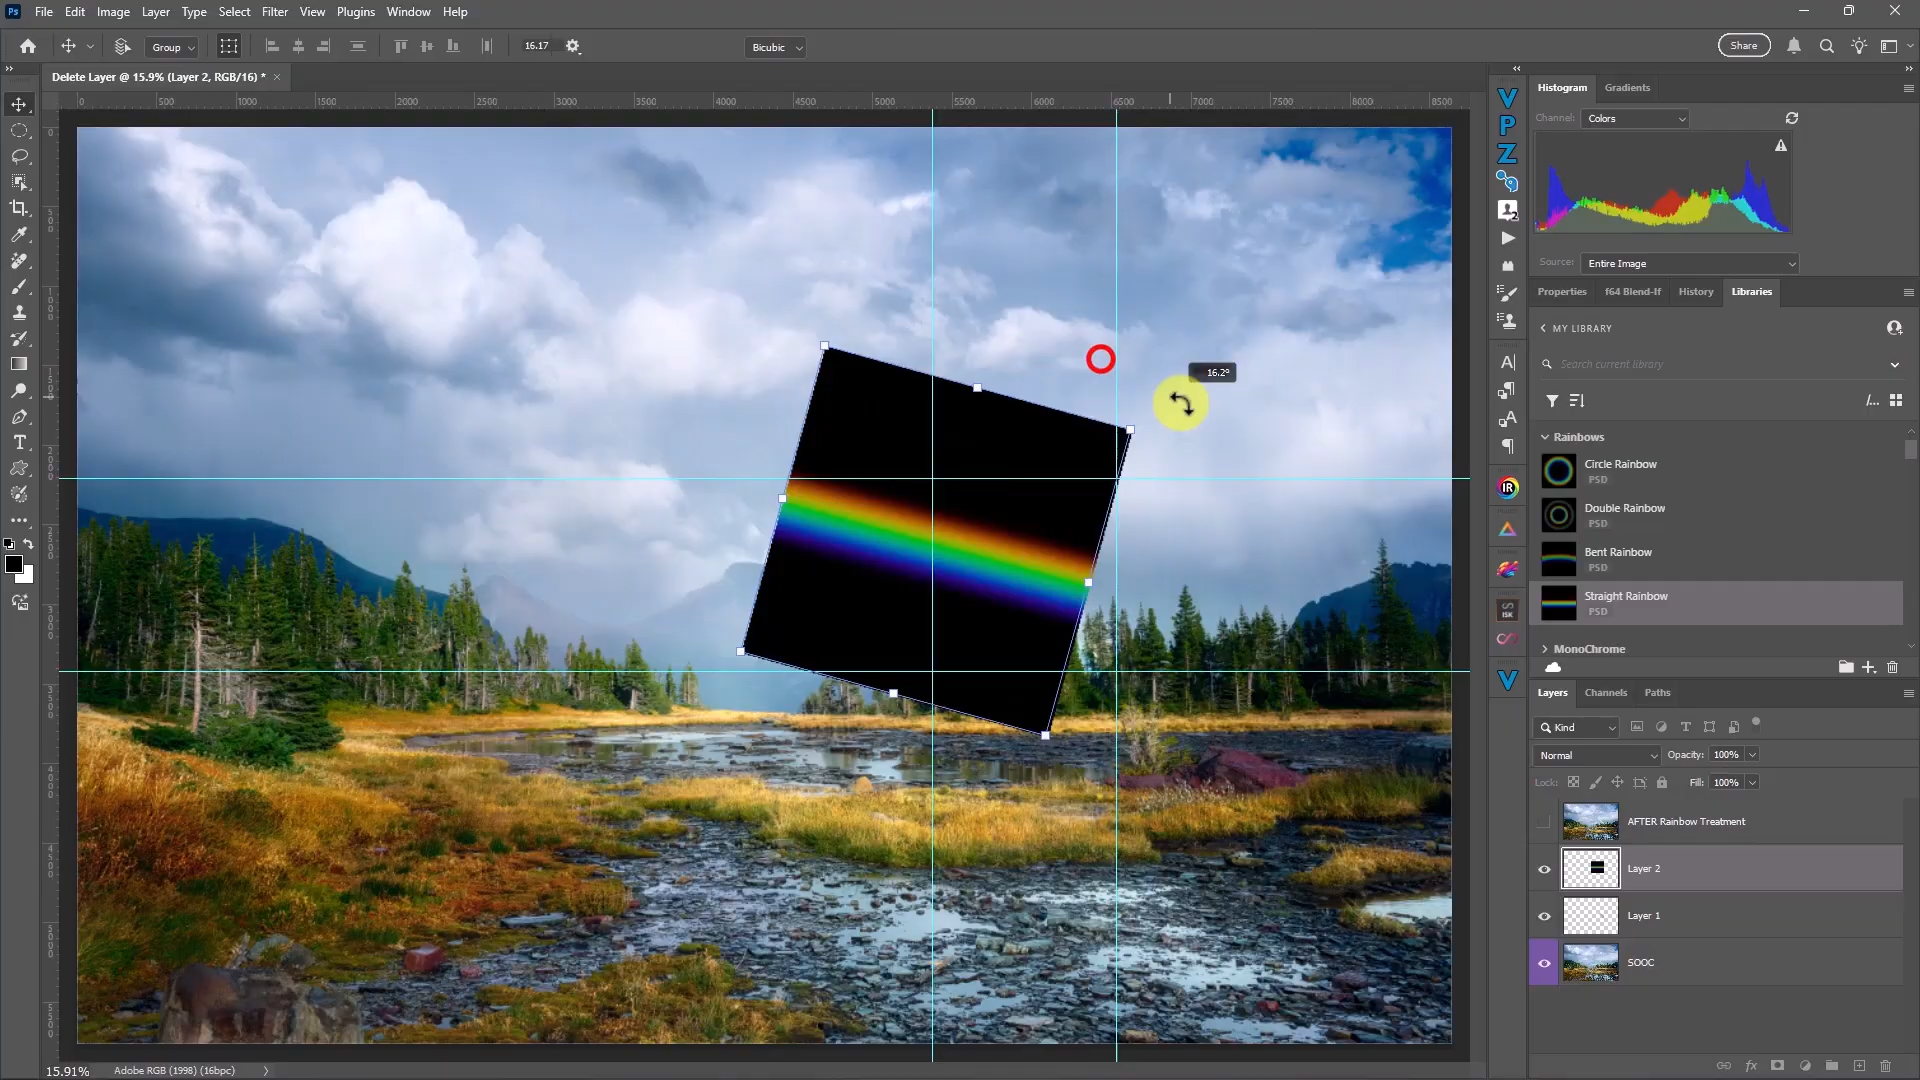 Ps File Edit Image Layer Type Select Filter View Plugins Window Help
Group 16.17 Bicubic Share
Delete Layer @ 15.9% (Layer 2, RGB/16) *
0 500 1000 1500 2000 2500 3000 3500 4000 4500 5000 5500 6000 6500 7000 7500 8000 8500
16.2°
15.91% Adobe RGB (1998) (16bpc)
Histogram Gradients
Channel: Colors
Source: Entire Image
Properties f64 Blend-If History Libraries
MY LIBRARY
Search current library
Rainbows
Circle Rainbow
PSD
Double Rainbow
PSD
Bent Rainbow
PSD
Straight Rainbow
PSD
MonoChrome
Layers Channels Paths
Kind
Normal Opacity: 100%
Lock: Fill: 100%
AFTER Rainbow Treatment
Layer 2
Layer 1
SOOC